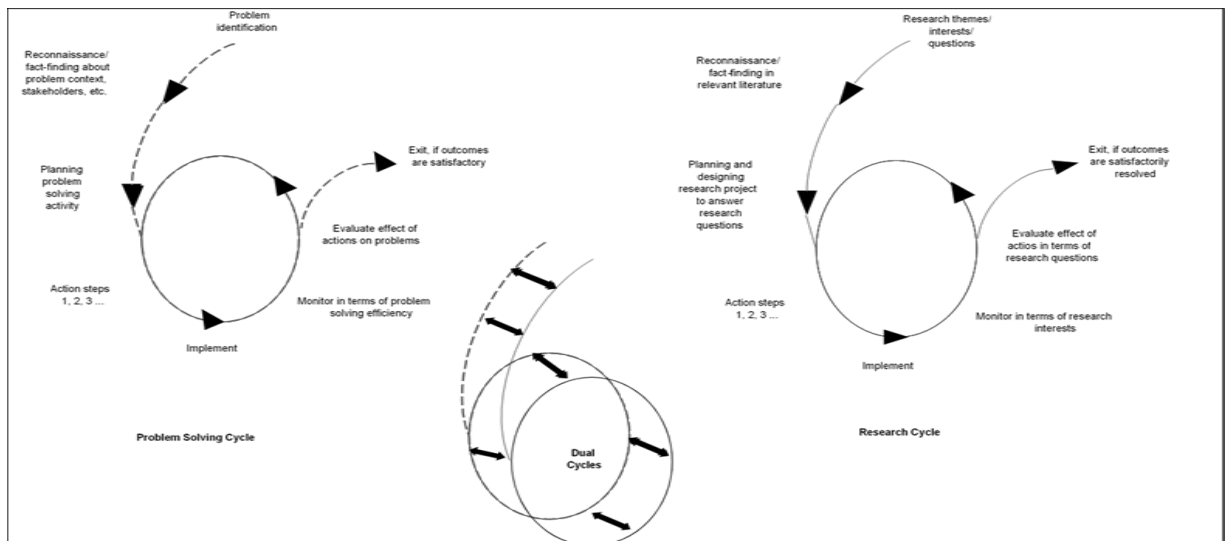 Problem
identification
Reconnaissance/
fact-finding about
problem context,
stakeholders, etc.
Planning
problem
solving
activity
Exit, if outcomes
are satisfactory
Evaluate effect of
actions on problems
Action steps
1, 2, 3 ...
Monitor in terms of problem
solving efficiency
Implement
Problem Solving Cycle
Dual
Cycles
Research themes/
interests/
questions
Reconnaissance/
fact-finding in
relevant literature
Planning and
designing
research project
to answer
research
questions
Exit, if outcomes
are satisfactorily
resolved
Evaluate effect of
actios in terms of
research questions
Action steps
1, 2, 3 ...
Monitor in terms of research
interests
Implement
Research Cycle